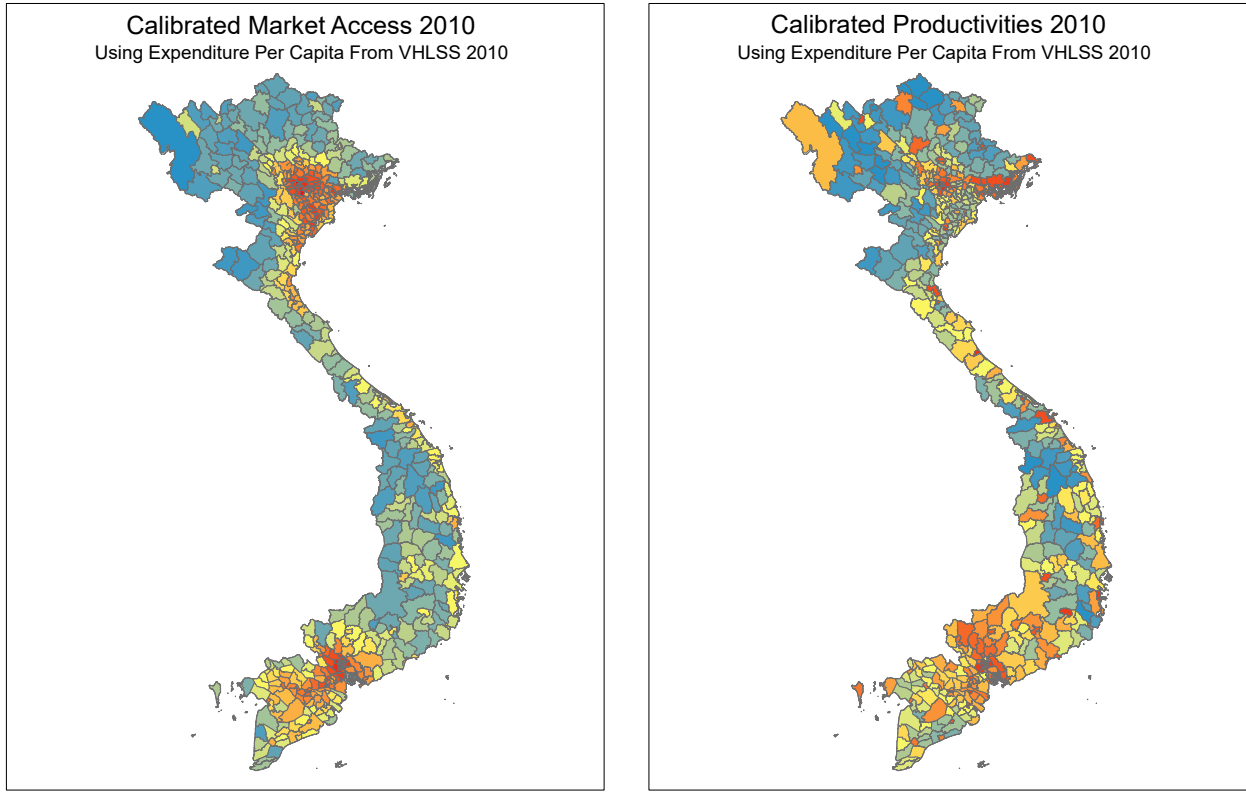 Calibrated Market Access 2010
Using Expenditure Per Capita From VHLSS 2010
Calibrated Productivities 2010
Using Expenditure Per Capita From VHLSS 2010